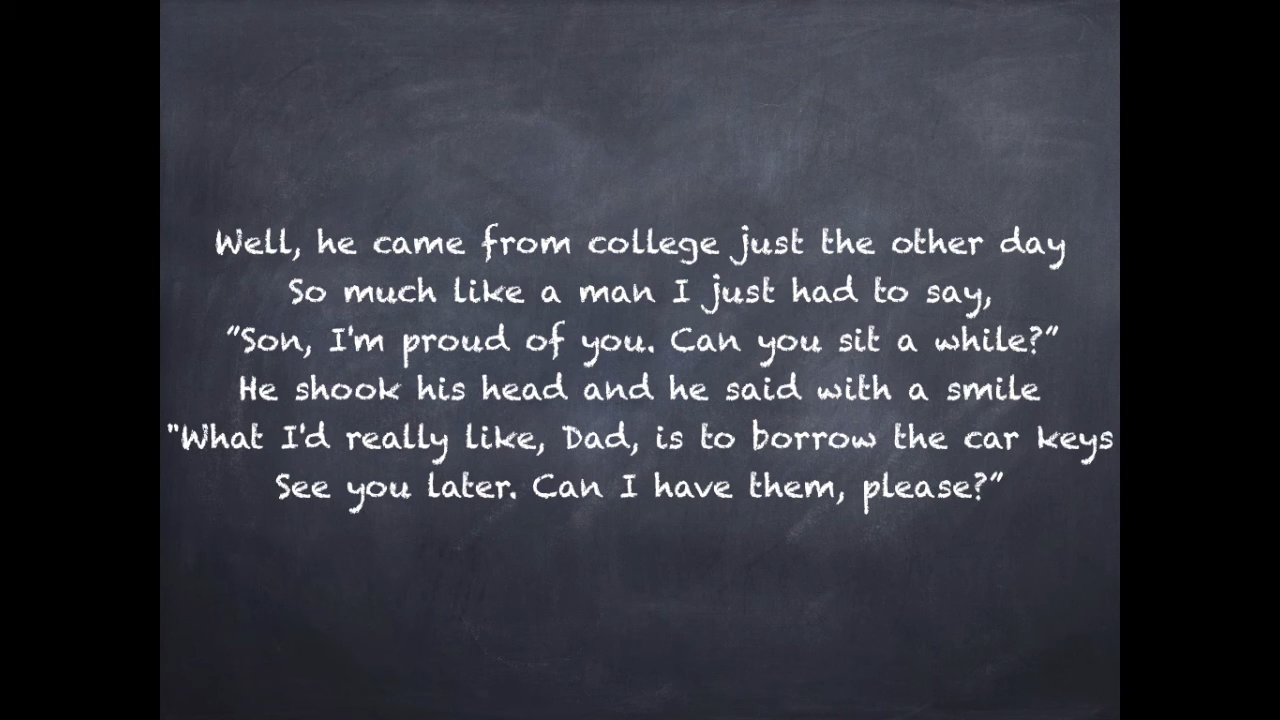 Well, he came from college just the other day
So much like a man I just had to say,
“Son, I'm proud of you. Can you sit a while?”
He shook his head and he said with a smile
"What I'd really like, Dad, is to borrow the car keys
See you later. Can I have them, please?”